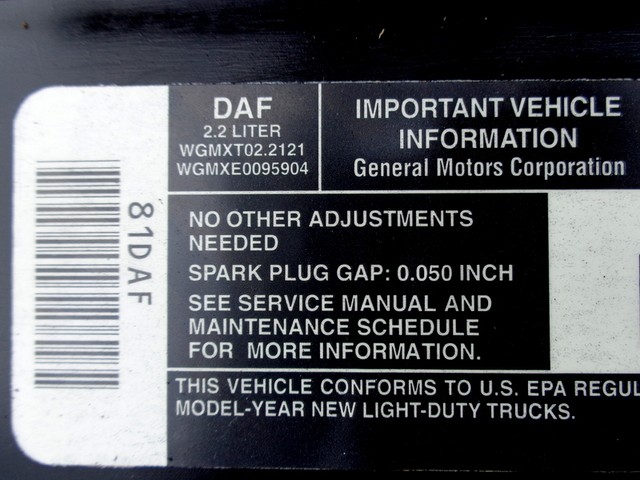 DAF
2.2 LITER
WGMXT02.2121
WGMXE0095904
IMPORTANT VEHICLE
INFORMATION
General Motors Corporation
81DAF
NO OTHER ADJUSTMENTS
NEEDED
SPARK PLUG GAP: 0.050 INCH
SEE SERVICE MANUAL AND
MAINTENANCE SCHEDULE
FOR MORE INFORMATION.
THIS VEHICLE CONFORMS TO U.S. EPA REGUL
MODEL-YEAR NEW LIGHT-DUTY TRUCKS.